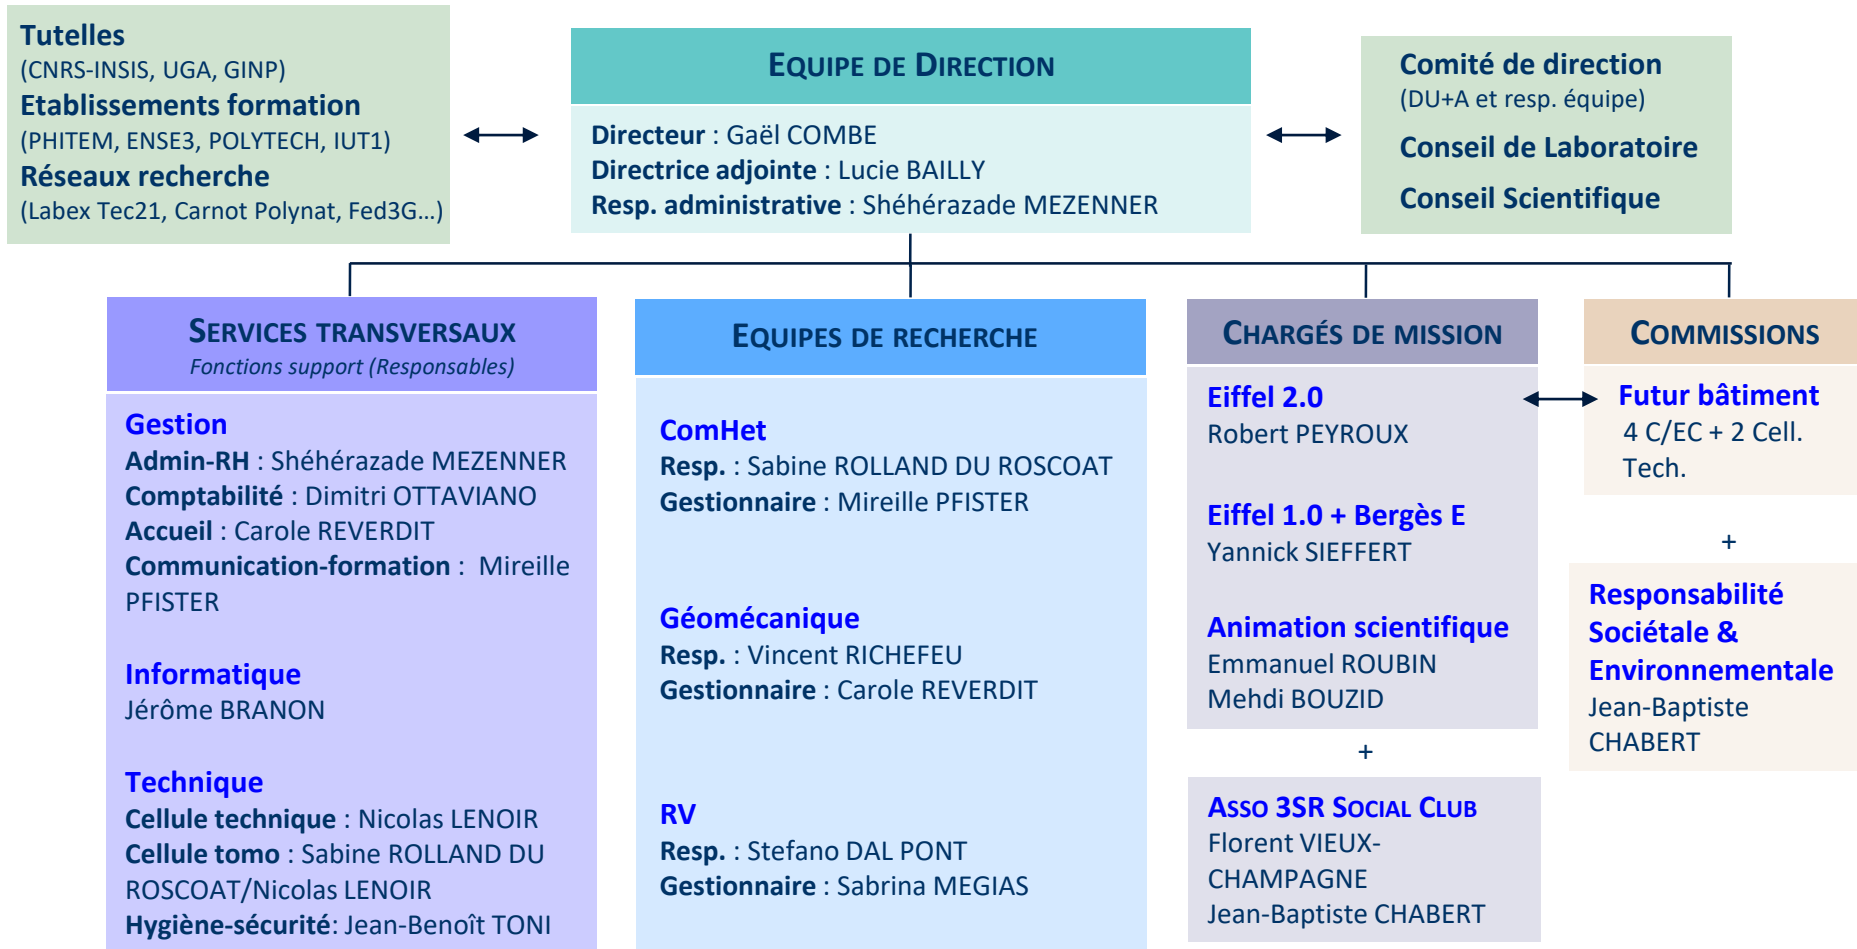 Tutelles
(CNRS-INSIS, UGA, GINP)
Etablissements formation
(PHITEM, ENSE3, POLYTECH, IUT1)
Réseaux recherche
(Labex Tec21, Carnot Polynat, Fed3G...)
EQUIPE DE DIRECTION
Directeur : Gaël COMBE
Directrice adjointe : Lucie BAILLY
Resp. administrative : Shéhérazade MEZENNER
Comité de direction
(DU+A et resp. équipe)
Conseil de Laboratoire
Conseil Scientifique
SERVICES TRANSVERSAUX
Fonctions support (Responsables)
Gestion
Admin-RH : Shéhérazade MEZENNER
Comptabilité : Dimitri OTTAVIANO
Accueil : Carole REVERDIT
Communication-formation : Mireille
PFISTER
Informatique
Jérôme BRANON
Technique
Cellule technique : Nicolas LENOIR
Cellule tomo : Sabine ROLLAND DU
ROSCOAT/Nicolas LENOIR
Hygiène-sécurité: Jean-Benoît TONI
EQUIPES DE RECHERCHE
ComHet
Resp. : Sabine ROLLAND DU ROSCOAT
Gestionnaire : Mireille PFISTER
Géomécanique
Resp. : Vincent RICHEFEU
Gestionnaire : Carole REVERDIT
RV
Resp. : Stefano DAL PONT
Gestionnaire : Sabrina MEGIAS
CHARGÉS DE MISSION
Eiffel 2.0
Robert PEYROUX
Eiffel 1.0 + Bergès E
Yannick SIEFFERT
Animation scientifique
Emmanuel ROUBIN
Mehdi BOUZID
+
ASSO 3SR SOCIAL CLUB
Florent VIEUX-
CHAMPAGNE
Jean-Baptiste CHABERT
COMMISSIONS
Futur bâtiment
4 C/EC + 2 Cell.
Tech.
+
Responsabilité
Sociétale &
Environnementale
Jean-Baptiste
CHABERT